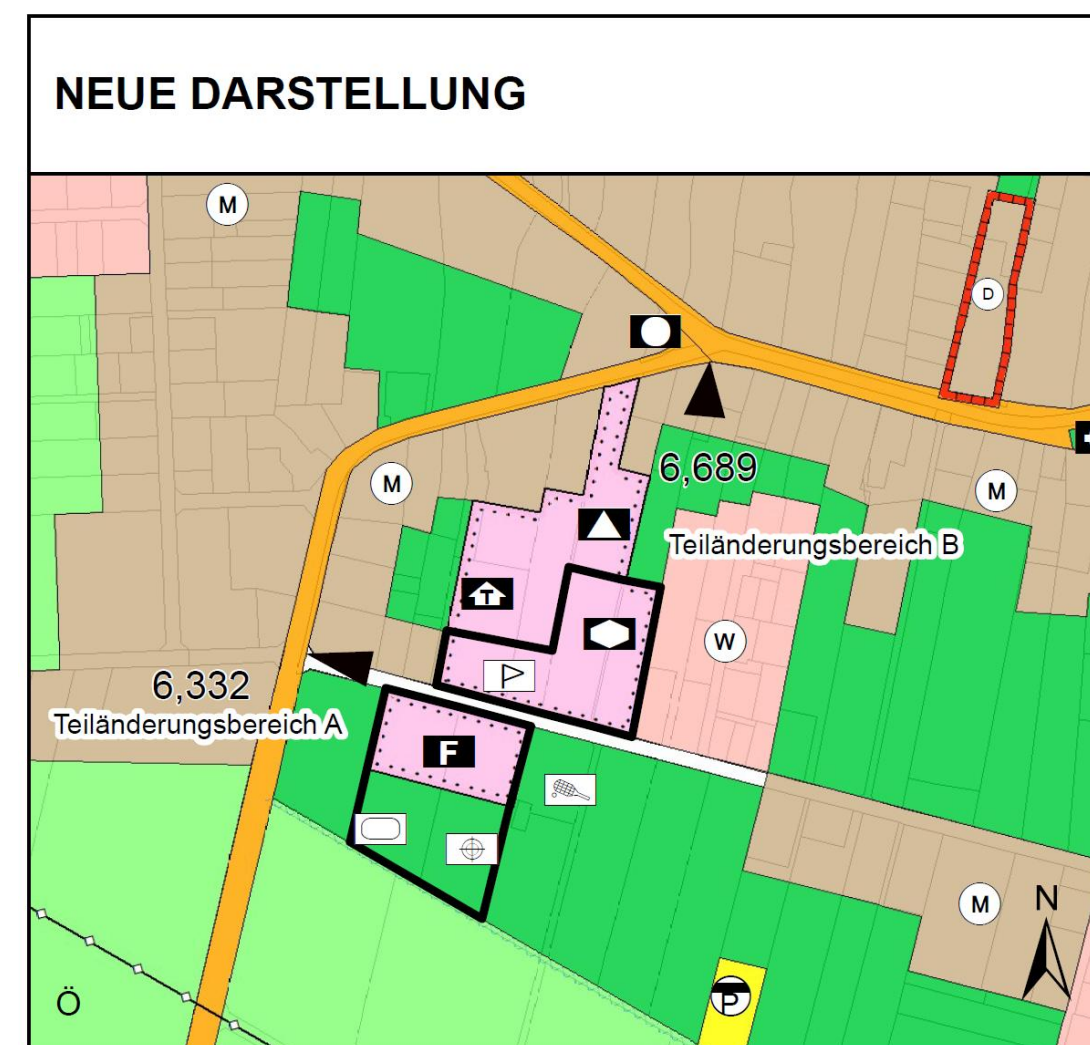 NEUE DARSTELLUNG
M
D
6,689
M
M
Teiländerungsbereich B
T
W
6,332
Teiländerungsbereich A
F
M
N
P
Ö